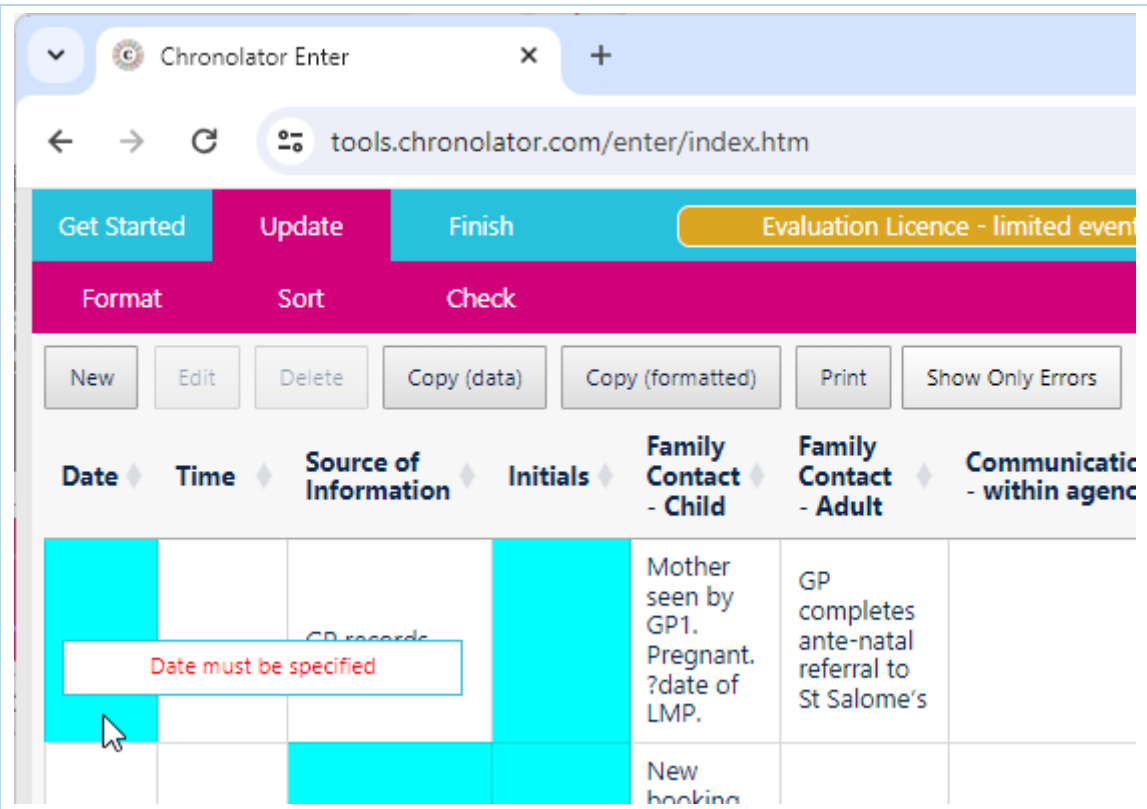 Chronolator Enter
tools.chronolator.com/enter/index.htm
Get Started Update Finish Evaluation Licence - limited event
Format Sort Check
New Edit Delete Copy (data) Copy (formatted) Print Show Only Errors
Date Time Source of Information Initials Family Contact - Child Family Contact - Adult Communicatio - within agenc
Mother
seen by
GP1.
Pregnant.
?date of
LMP.
GP
completes
ante-natal
referral to
St Salome's
GP records
Date must be specified
New
booking